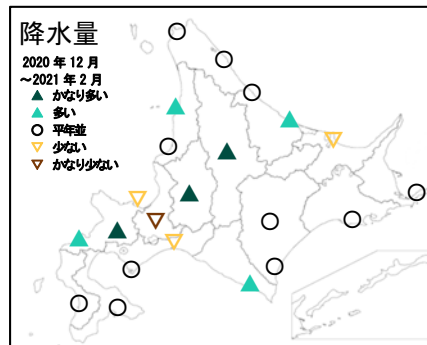 降水量
2020 年 12 月
～2021 年 2 月
かなり多い
多い
平年並
少ない
かなり少ない